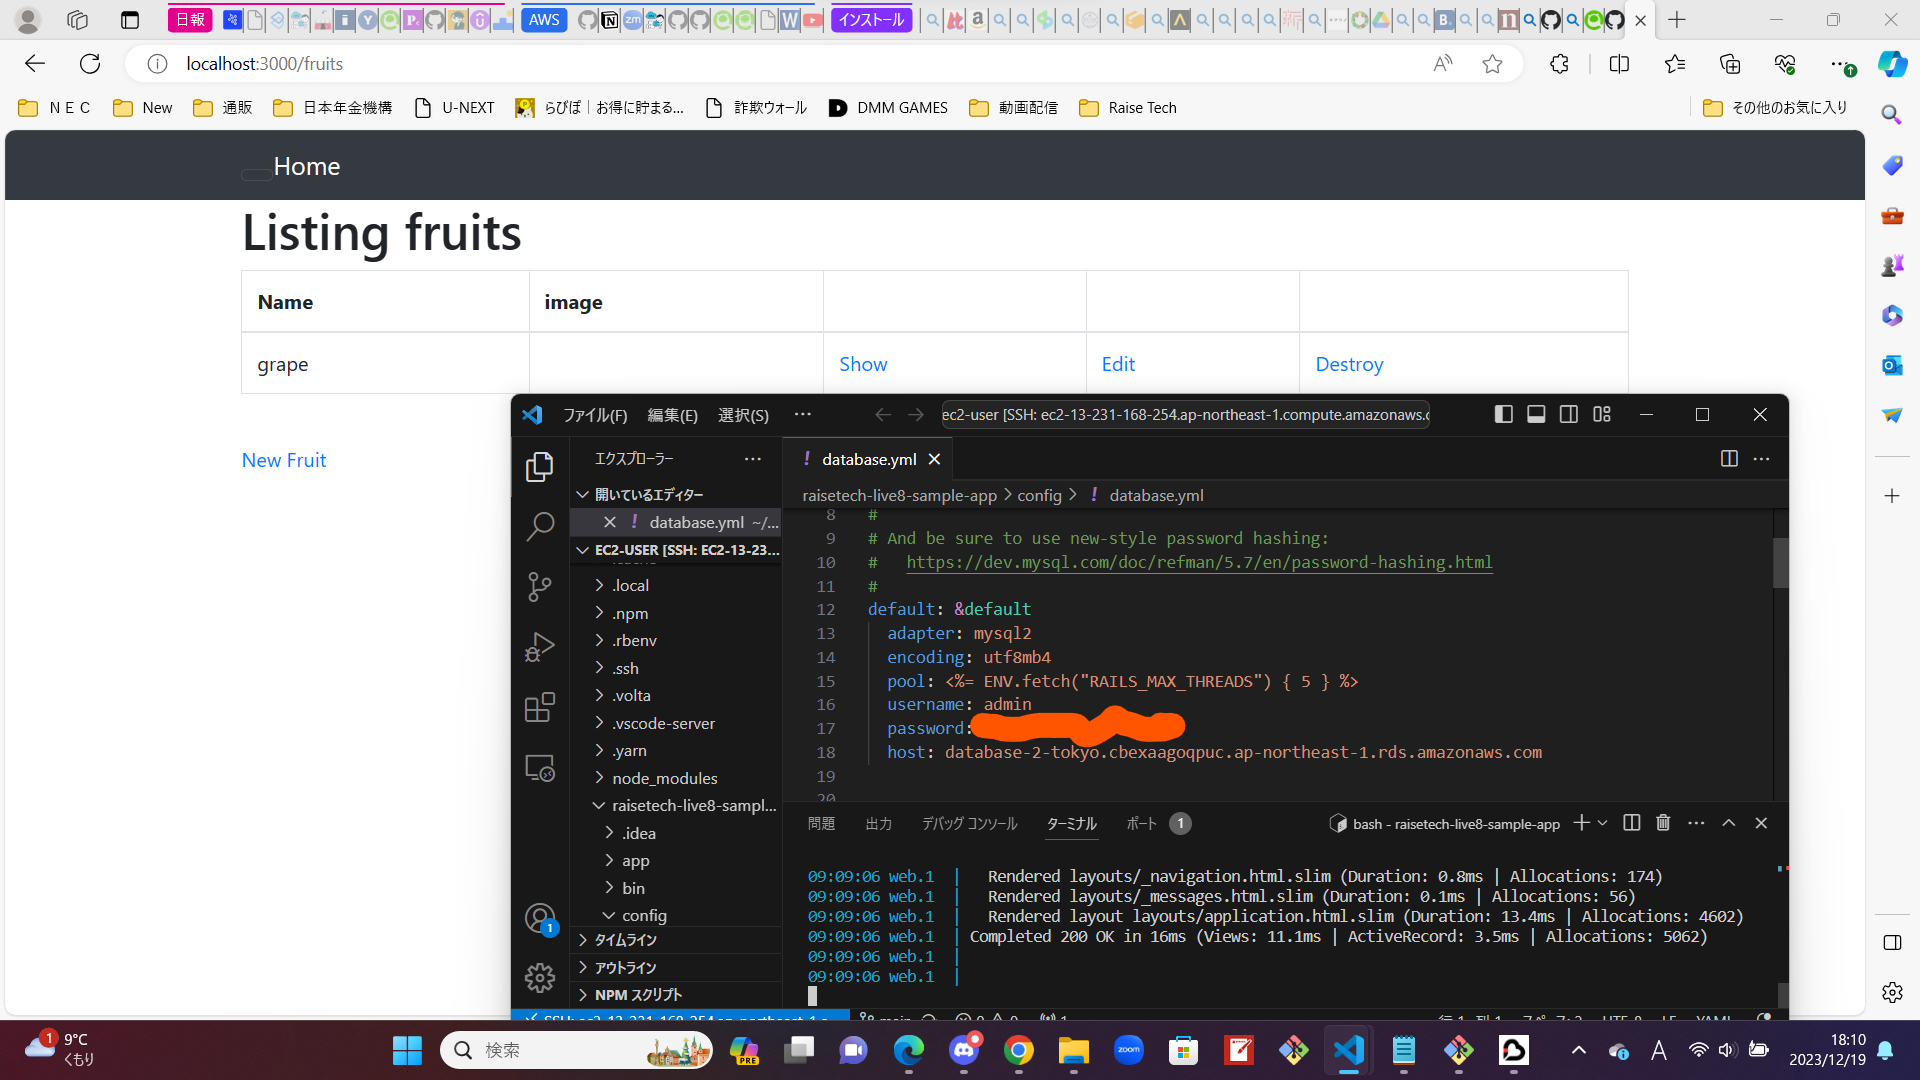 日報
AWS
インストール
localhost:3000/fruits
ＮＥＣ
New
通販
日本年金機構
U-NEXT
らびぽ｜お得に貯まる...
詐欺ウォール
DMM GAMES
動画配信
Raise Tech
その他のお気に入り
Home
Listing fruits
Name image
grape Show Edit Destroy
New Fruit
ファイル(F) 編集(E) 選択(S) ...
ec2-user [SSH: ec2-13-231-168-254.ap-northeast-1.compute.amazonaws.c
エクスプローラー
開いているエディター
database.yml ~/...
EC2-USER [SSH: EC2-13-23...
.local
.npm
.rbenv
.ssh
.volta
.vscode-server
.yarn
node_modules
raisetech-live8-sampl...
.idea
app
bin
config
タイムライン
アウトライン
NPM スクリプト
! database.yml
raisetech-live8-sample-app > config > ! database.yml
8 #
9 # And be sure to use new-style password hashing:
10 # https://dev.mysql.com/doc/refman/5.7/en/password-hashing.html
11 #
12 default: &default
13 adapter: mysql2
14 encoding: utf8mb4
15 pool: <%= ENV.fetch("RAILS_MAX_THREADS") { 5 } %>
16 username: admin
17 password:
18 host: database-2-tokyo.cbexaagoqpuc.ap-northeast-1.rds.amazonaws.com
19
20
問題 出力 デバッグ コンソール ターミナル ポート 1
bash - raisetech-live8-sample-app
09:09:06 web.1 | Rendered layouts/_navigation.html.slim (Duration: 0.8ms | Allocations: 174)
09:09:06 web.1 | Rendered layouts/_messages.html.slim (Duration: 0.1ms | Allocations: 56)
09:09:06 web.1 | Rendered layout layouts/application.html.slim (Duration: 13.4ms | Allocations: 4602)
09:09:06 web.1 | Completed 200 OK in 16ms (Views: 11.1ms | ActiveRecord: 3.5ms | Allocations: 5062)
09:09:06 web.1 |
09:09:06 web.1 |
1
9°C
くもり
検索
PRE
zoom
A
18:10
2023/12/19